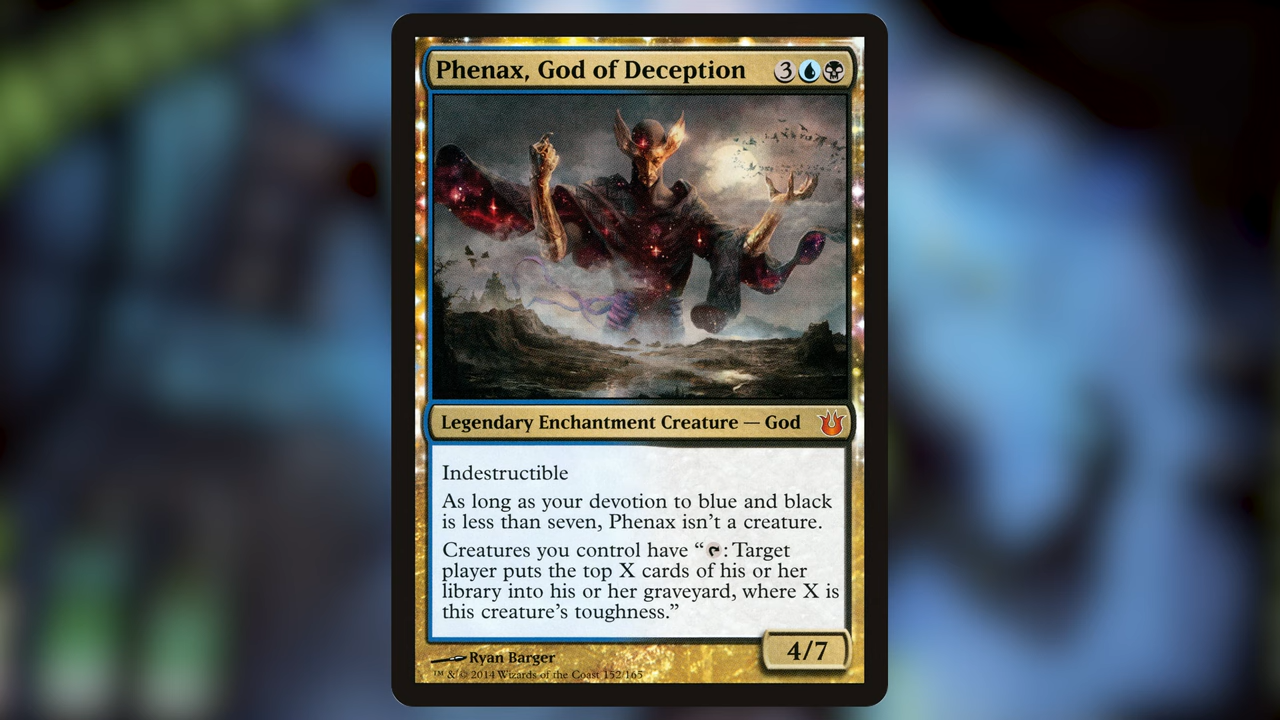 Phenax, God of Deception 3
Legendary Enchantment Creature — God
Indestructible
As long as your devotion to blue and black
is less than seven, Phenax isn't a creature.
Creatures you control have “ : Target
player puts the top X cards of his or her
library into his or her graveyard, where X is
this creature's toughness.”
4/7
Ryan Barger
™ & © 2014 Wizards of the Coast 152/165